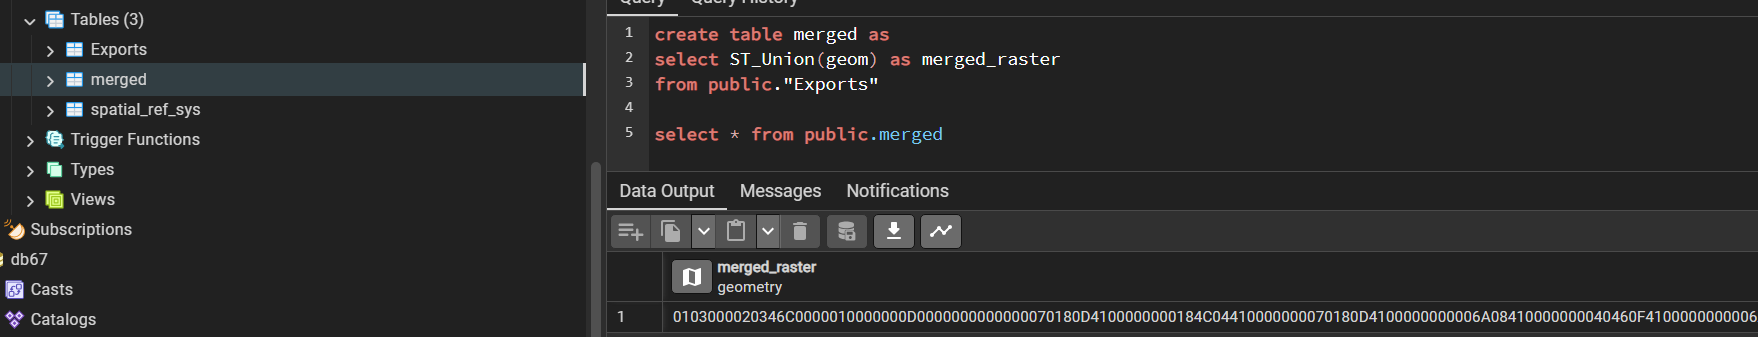 Tables (3)
Exports
merged
spatial_ref_sys
Trigger Functions
Types
Views
Subscriptions
db67
Casts
Catalogs
Query Query History
1 create table merged as
2 select ST_Union(geom) as merged_raster
3 from public."Exports"
4
5 select * from public.merged
Data Output Messages Notifications
merged_raster
geometry
1 0103000020346C0000010000000D0000000000000070180D4100000000184C04410000000070180D4100000000006A08410000000040460F4100000000006